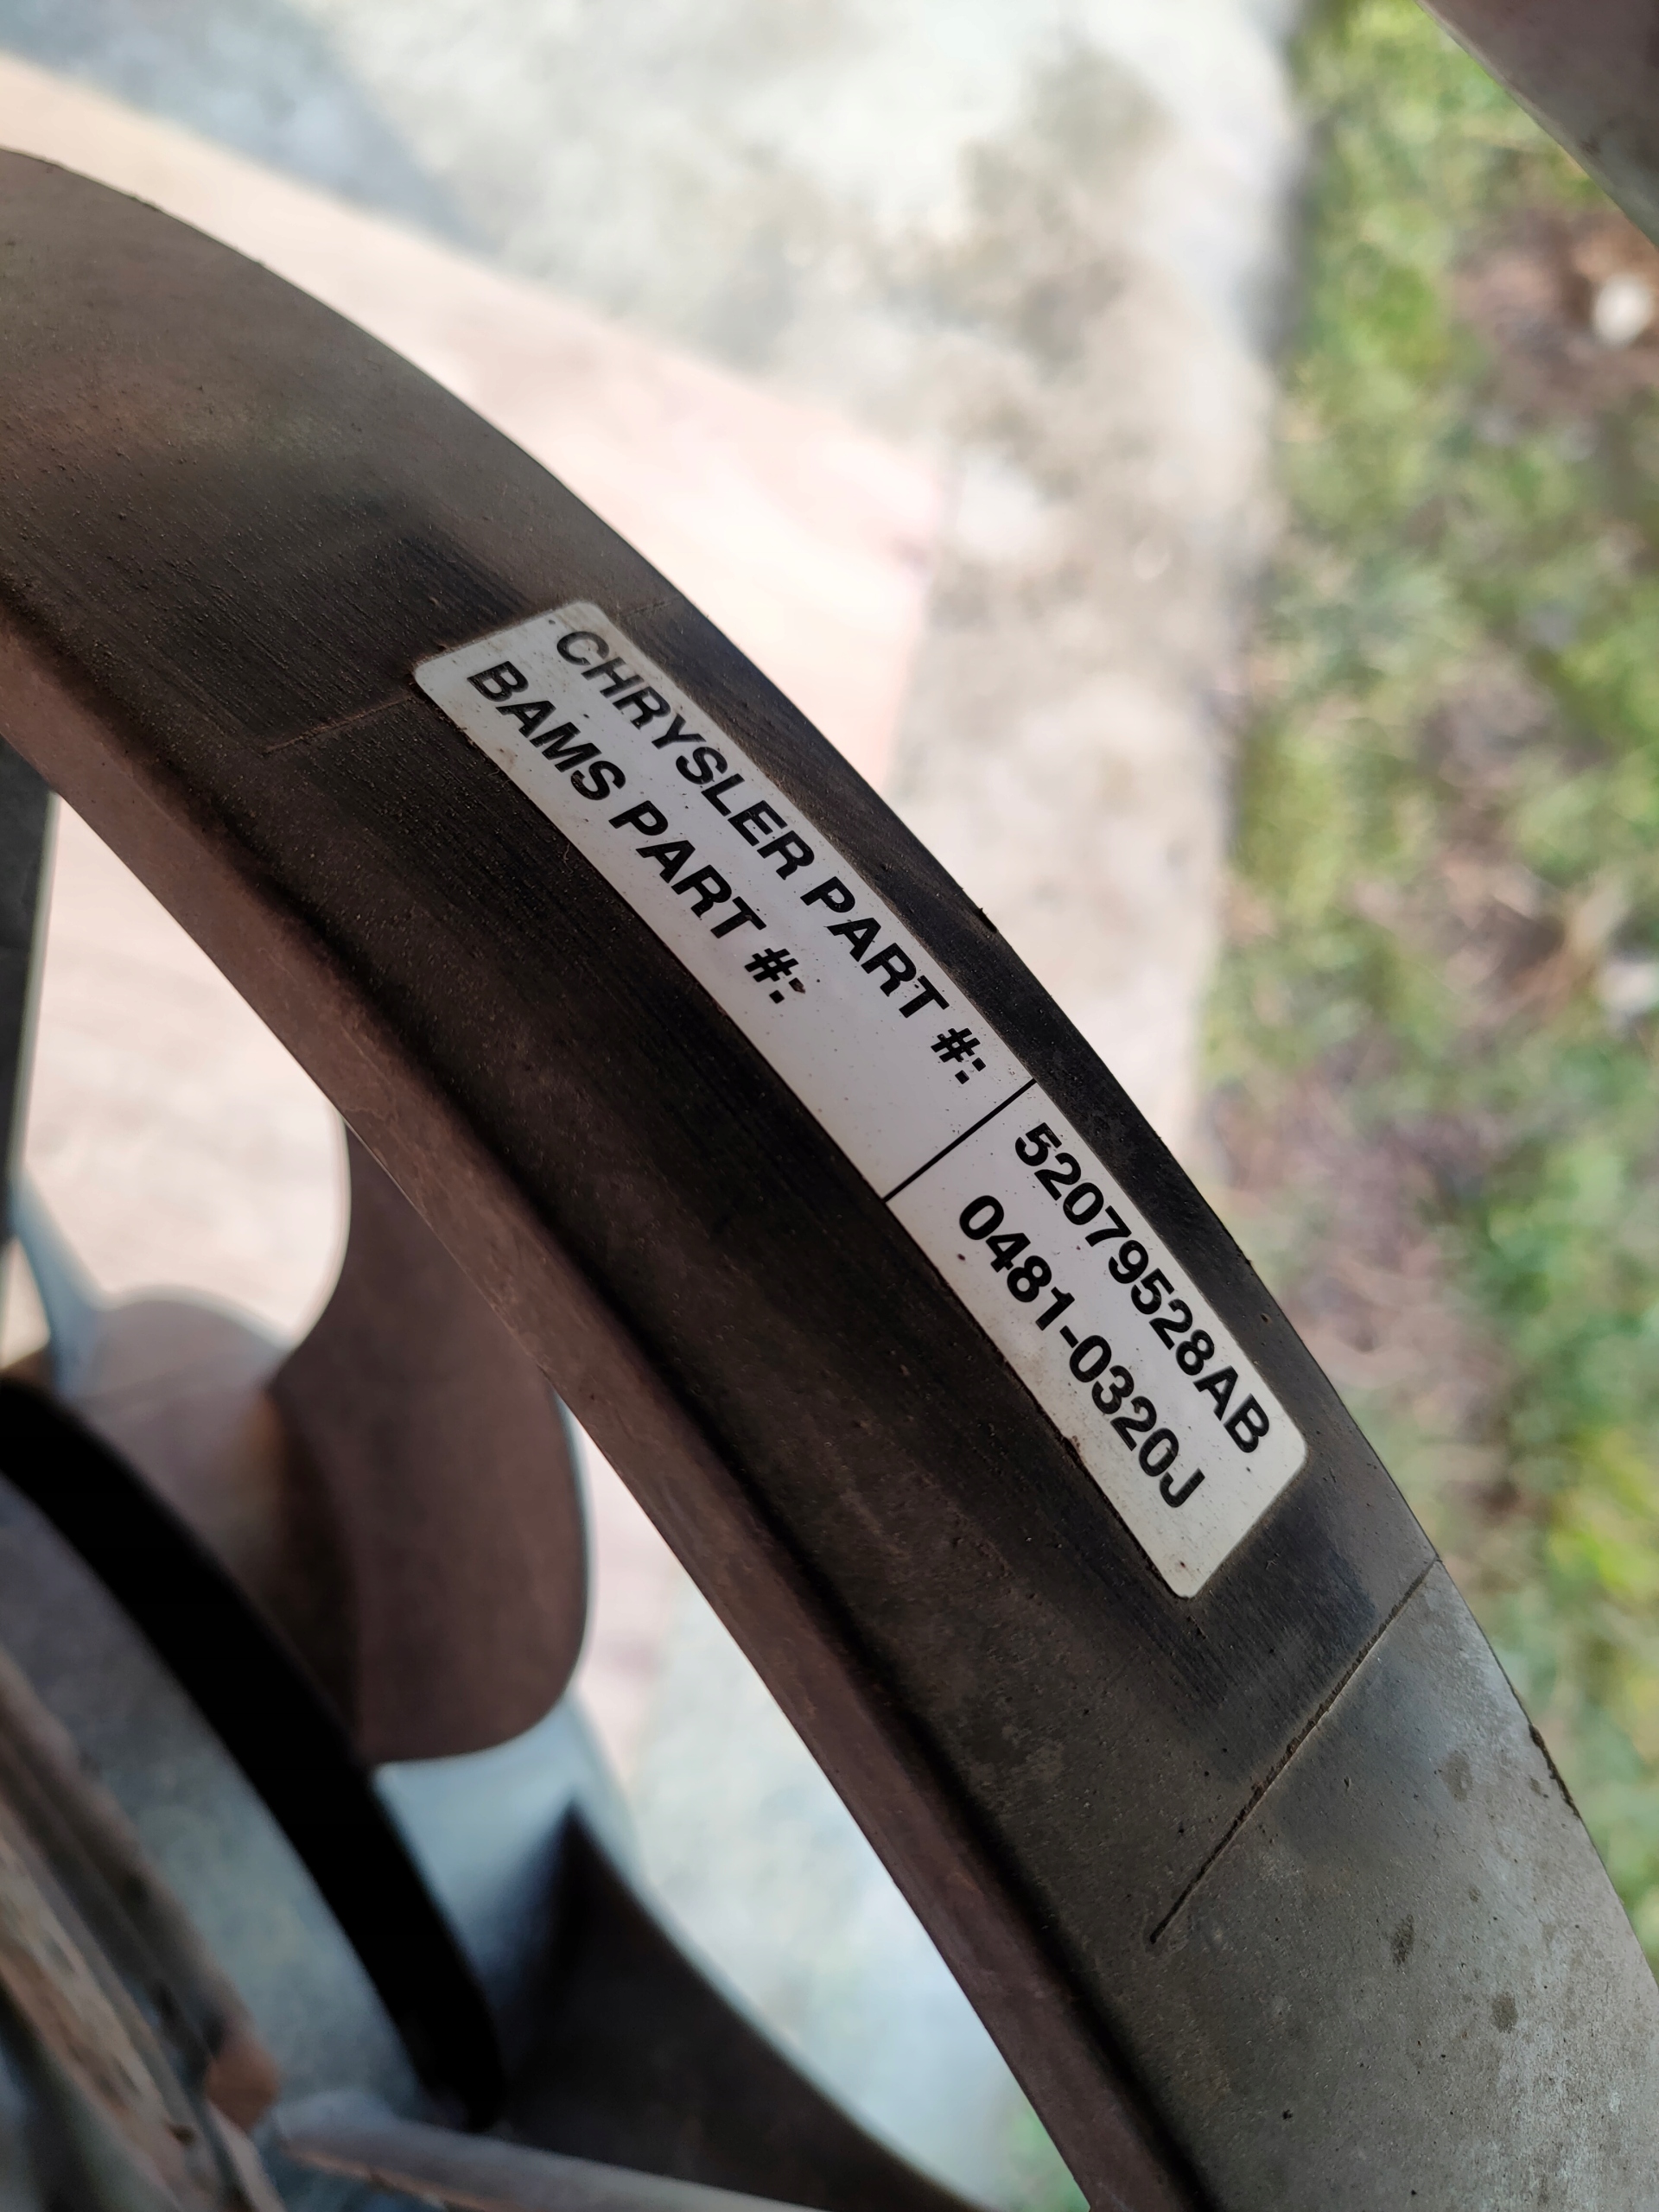 CHRYSLER PART #: 52079528AB
BAMS PART #: 0481-0320J